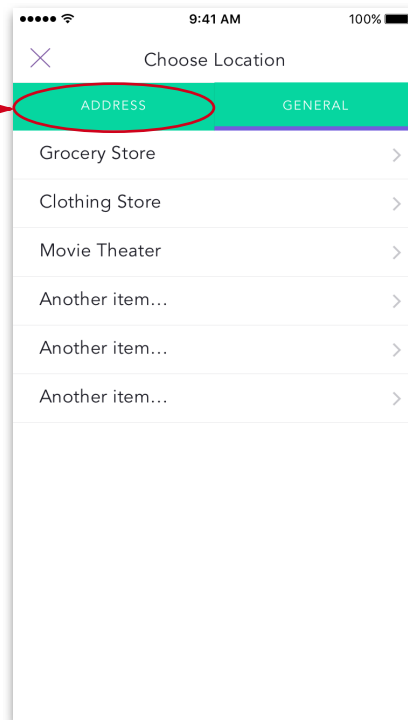 9:41 AM 100%
Choose Location
ADDRESS GENERAL
Grocery Store
Clothing Store
Movie Theater
Another item...
Another item...
Another item...